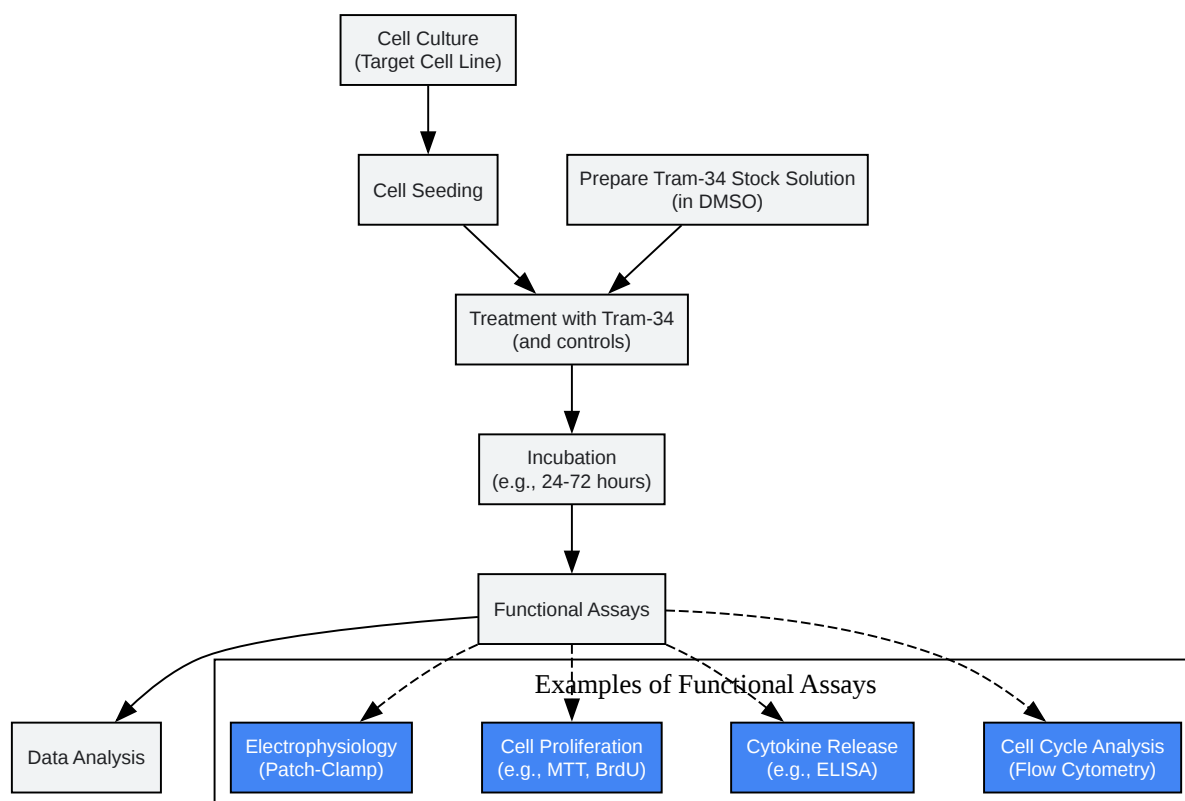 Cell Culture
(Target Cell Line)
Cell Seeding
Prepare Tram-34 Stock Solution
(in DMSO)
Treatment with Tram-34
(and controls)
Incubation
(e.g., 24-72 hours)
Functional Assays
Examples of Functional Assays
Data Analysis
Electrophysiology
(Patch-Clamp)
Cell Proliferation
(e.g., MTT, BrdU)
Cytokine Release
(e.g., ELISA)
Cell Cycle Analysis
(Flow Cytometry)